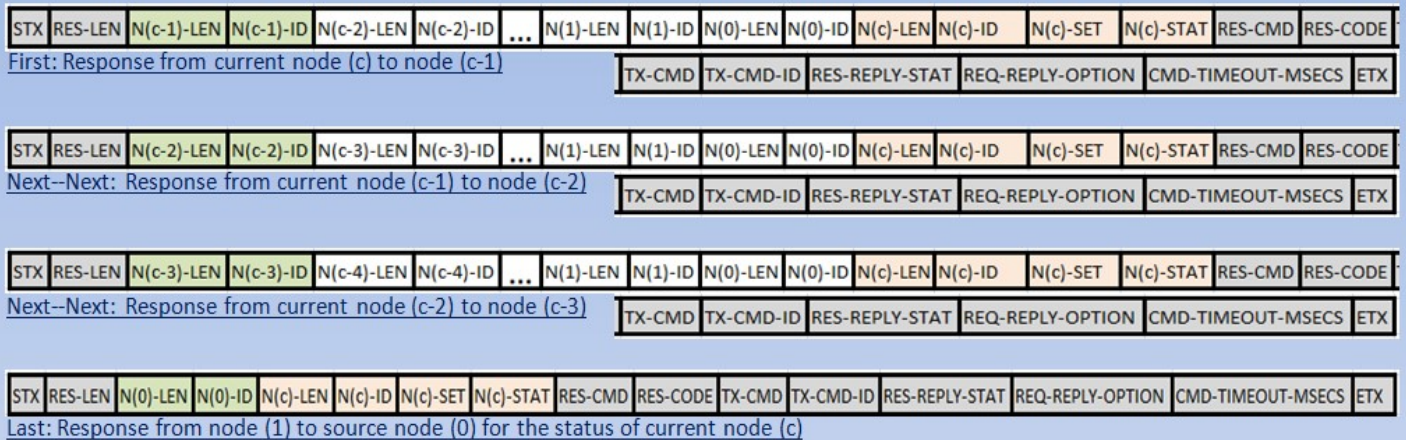 STX RES-LEN N(c-1)-LEN N(c-1)-ID N(c-2)-LEN N(c-2)-ID ... N(1)-LEN N(1)-ID N(0)-LEN N(0)-ID N(c)-LEN N(c)-ID N(c)-SET N(c)-STAT RES-CMD RES-CODE
First: Response from current node (c) to node (c-1)
TX-CMD TX-CMD-ID RES-REPLY-STAT REQ-REPLY-OPTION CMD-TIMEOUT-MSECS ETX
STX RES-LEN N(c-2)-LEN N(c-2)-ID N(c-3)-LEN N(c-3)-ID ... N(1)-LEN N(1)-ID N(0)-LEN N(0)-ID N(c)-LEN N(c)-ID N(c)-SET N(c)-STAT RES-CMD RES-CODE
Next--Next: Response from current node (c-1) to node (c-2)
TX-CMD TX-CMD-ID RES-REPLY-STAT REQ-REPLY-OPTION CMD-TIMEOUT-MSECS ETX
STX RES-LEN N(c-3)-LEN N(c-3)-ID N(c-4)-LEN N(c-4)-ID ... N(1)-LEN N(1)-ID N(0)-LEN N(0)-ID N(c)-LEN N(c)-ID N(c)-SET N(c)-STAT RES-CMD RES-CODE
Next--Next: Response from current node (c-2) to node (c-3)
TX-CMD TX-CMD-ID RES-REPLY-STAT REQ-REPLY-OPTION CMD-TIMEOUT-MSECS ETX
STX RES-LEN N(0)-LEN N(0)-ID N(c)-LEN N(c)-ID N(c)-SET N(c)-STAT RES-CMD RES-CODE TX-CMD TX-CMD-ID RES-REPLY-STAT REQ-REPLY-OPTION CMD-TIMEOUT-MSECS ETX
Last: Response from node (1) to source node (0) for the status of current node (c)